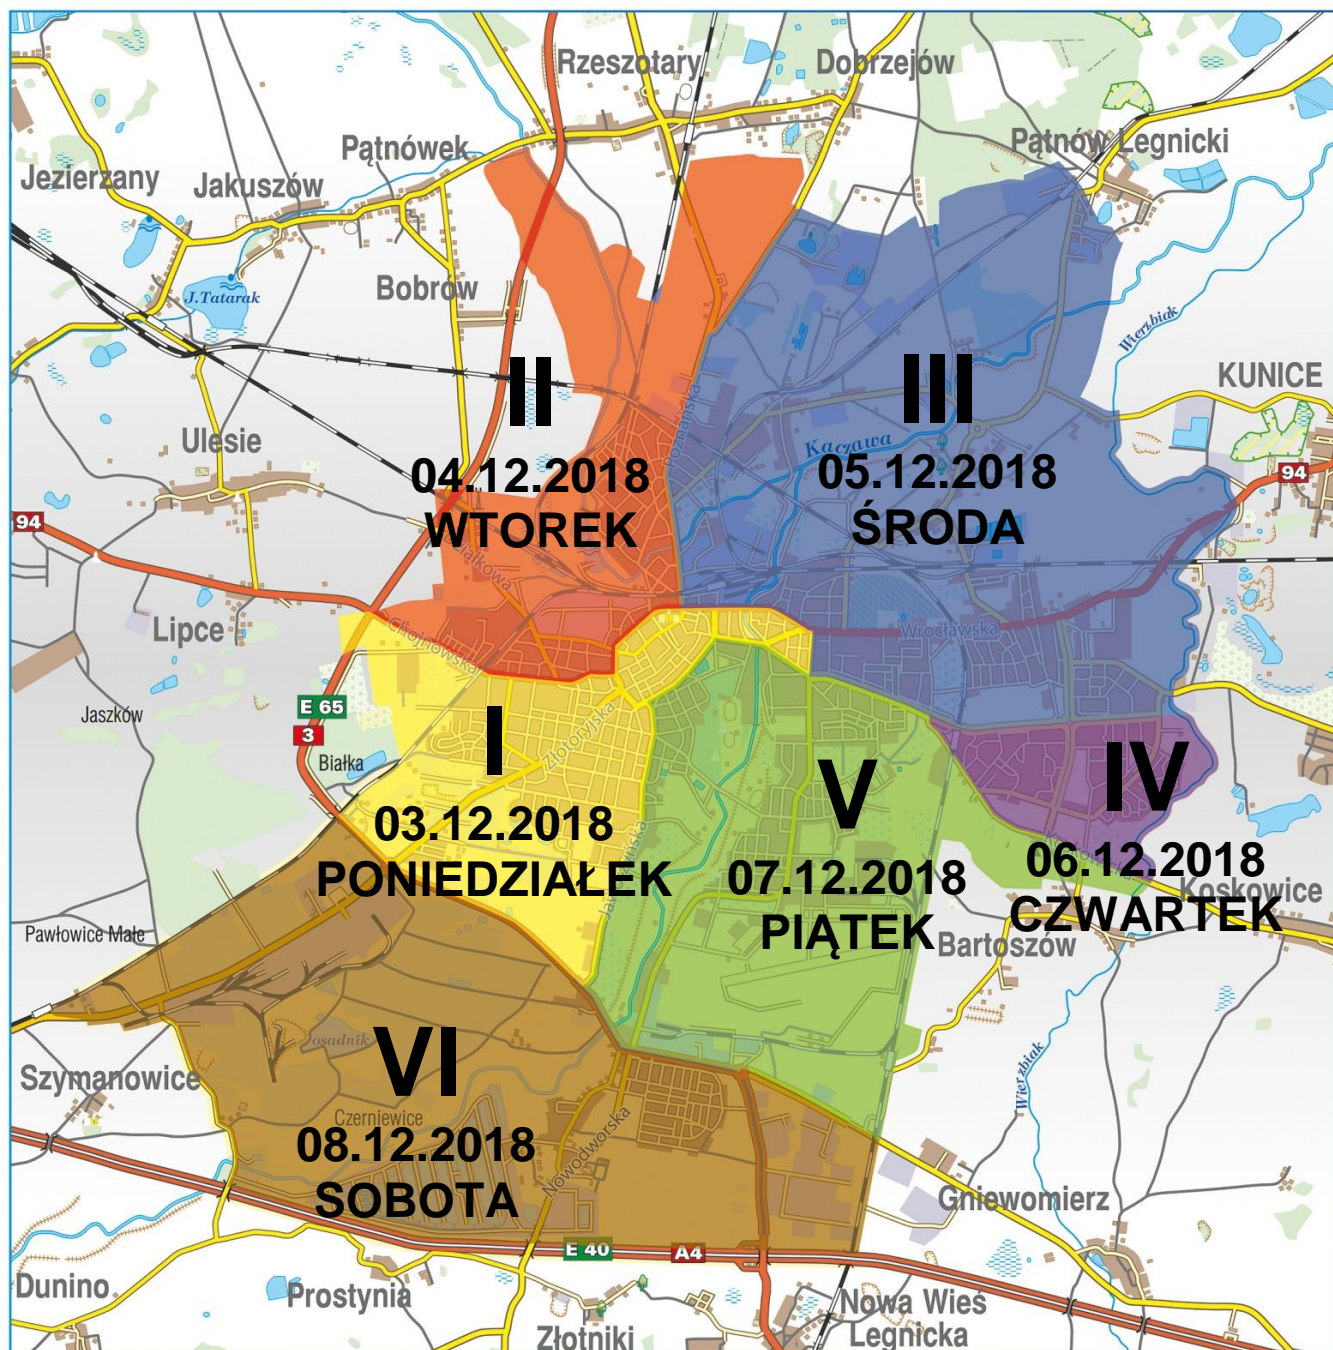 Rzeszotary
Dobrzejów
Pątnówek
Pątnów Legnicki
Jezierzany
Jakuszów
Bobrów
J.Tatarak
Wierzbiak
KUNICE
II
04.12.2018
WTOREK
III
05.12.2018
ŚRODA
Poznańska
Kaczawa
Ulesie
94
94
Lipce
Chojnowska
Wrocławska
E 65
3
Jaszków
Białka
I
03.12.2018
PONIEDZIAŁEK
Złotoryjska
V
07.12.2018
PIĄTEK
IV
06.12.2018
CZWARTEK
Koskowice
Bartoszów
Pawłowice Małe
Szymanowice
osadnik
VI
Czerniewice
08.12.2018
SOBOTA
Nowodworska
Wierzbiak
Gniewomierz
E 40
A4
Dunino
Prostynia
Złotniki
Nowa Wieś
Legnicka